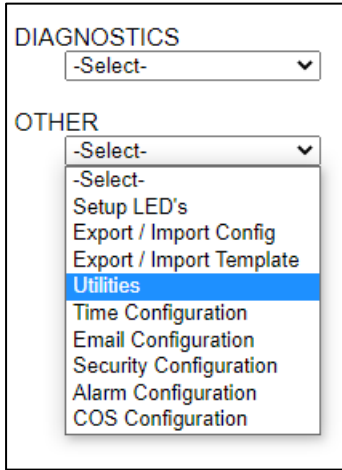 DIAGNOSTICS
-Select-
OTHER
-Select-
-Select-
Setup LED's
Export / Import Config
Export / Import Template
Utilities
Time Configuration
Email Configuration
Security Configuration
Alarm Configuration
COS Configuration